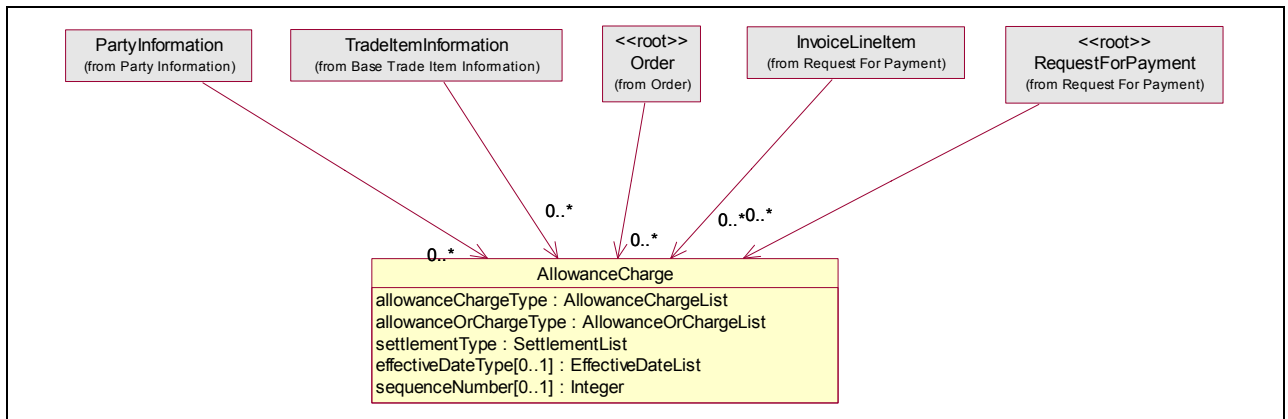 PartyInformation
(from Party Information)
TradeItemInformation
(from Base Trade Item Information)
<<root>>
Order
(from Order)
InvoiceLineItem
(from Request For Payment)
<<root>>
RequestForPayment
(from Request For Payment)
0..*
0..*
0..*
0..*
0..*
AllowanceCharge
allowanceChargeType : AllowanceChargeList
allowanceOrChargeType : AllowanceOrChargeList
settlementType : SettlementList
effectiveDateType[0..1] : EffectiveDateList
sequenceNumber[0..1] : Integer